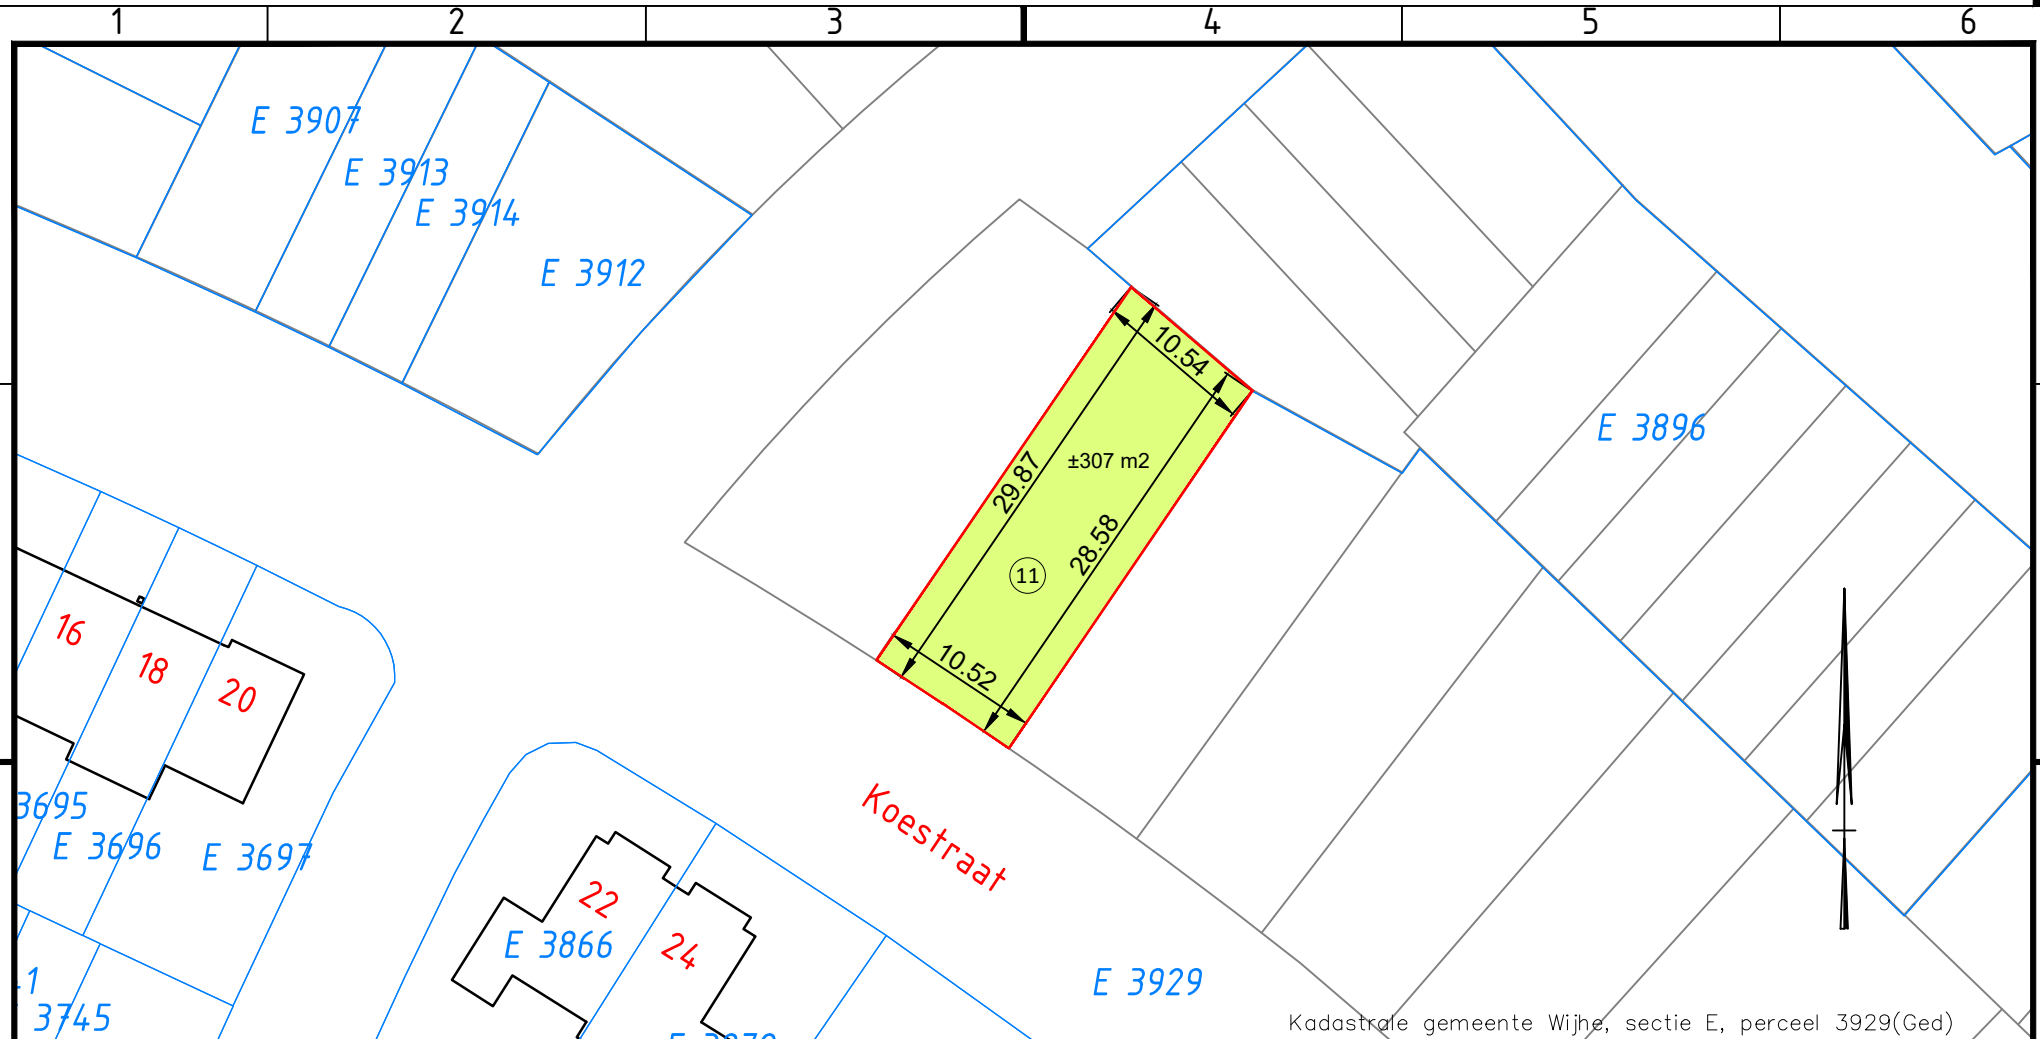 1 2 3 4 5 6
E 3907
E 3913
E 3914
E 3912
10.54
E 3896
±307 m2
29.87
28.58
11
16
18
20
10.52
3695
E 3696
E 3697
Koestraat
22
E 3866
24
E 3929
3745
Kadastrale gemeente Wijhe, sectie E, perceel 3929(Ged)